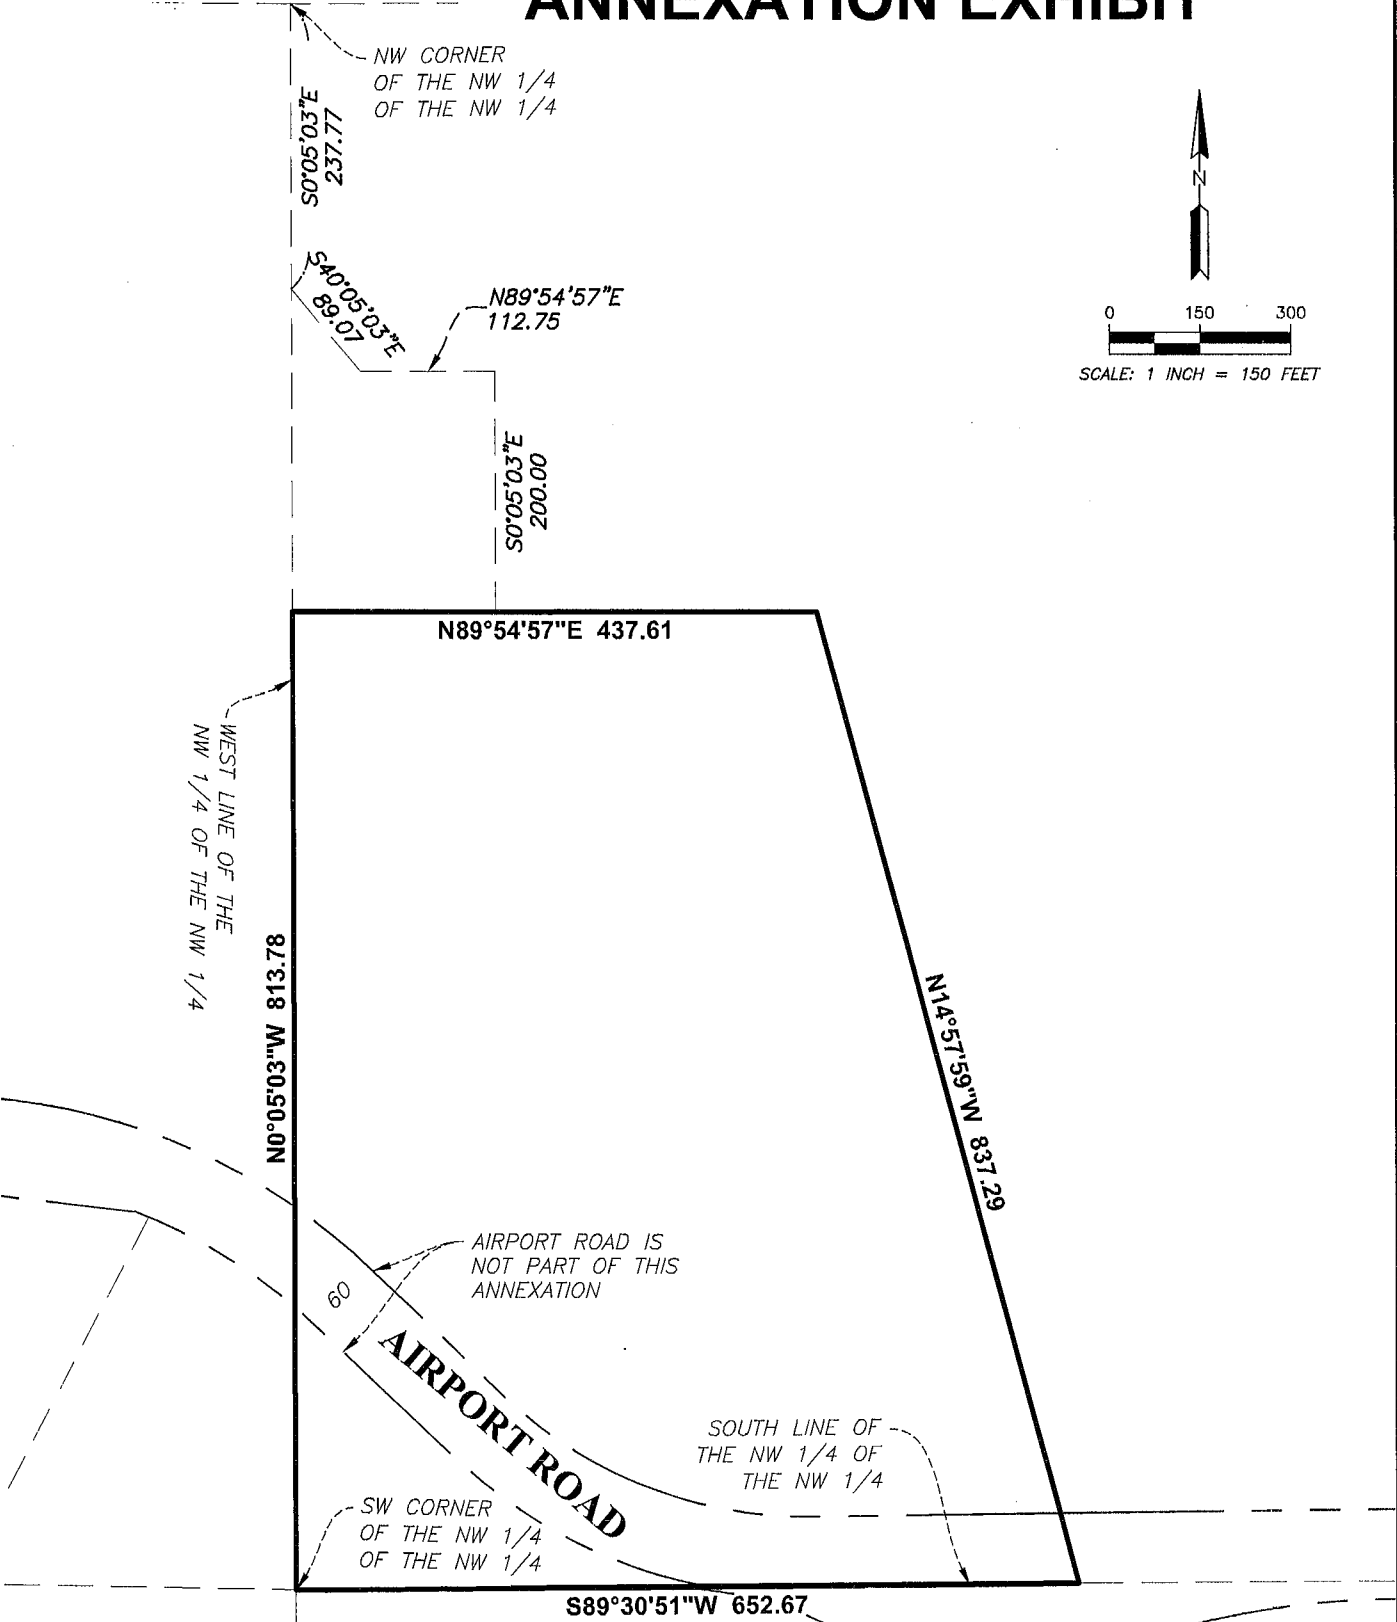 ANNEXATION EXHIBIT
NW CORNER
OF THE NW 1/4
OF THE NW 1/4
S0°05'03"E
237.77
N
S40°05'03"E
89.07
N89°54'57"E
112.75
0 150 300
SCALE: 1 INCH = 150 FEET
S0°05'03"E
200.00
N89°54'57"E 437.61
WEST LINE OF THE
NW 1/4 OF THE NW 1/4
N0°05'03"W 813.78
N14°57'59"W 837.29
AIRPORT ROAD IS
NOT PART OF THIS
ANNEXATION
60
AIRPORT ROAD
SOUTH LINE OF
THE NW 1/4 OF
THE NW 1/4
SW CORNER
OF THE NW 1/4
OF THE NW 1/4
S89°30'51"W 652.67